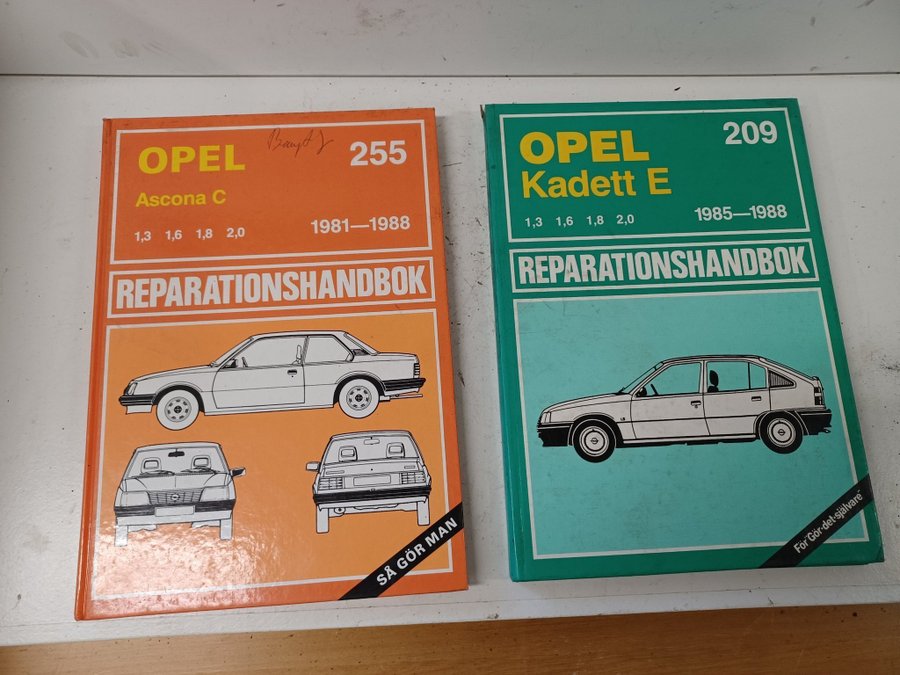 OPEL
255
Ascona C
1,3 1,6 1,8 2,0
1981—1988
REPARATIONSHANDBOK
SÅ GÖR MAN
OPEL
209
Kadett E
1,3 1,6 1,8 2,0
1985—1988
REPARATIONSHANDBOK
För"Gör-det-självare"